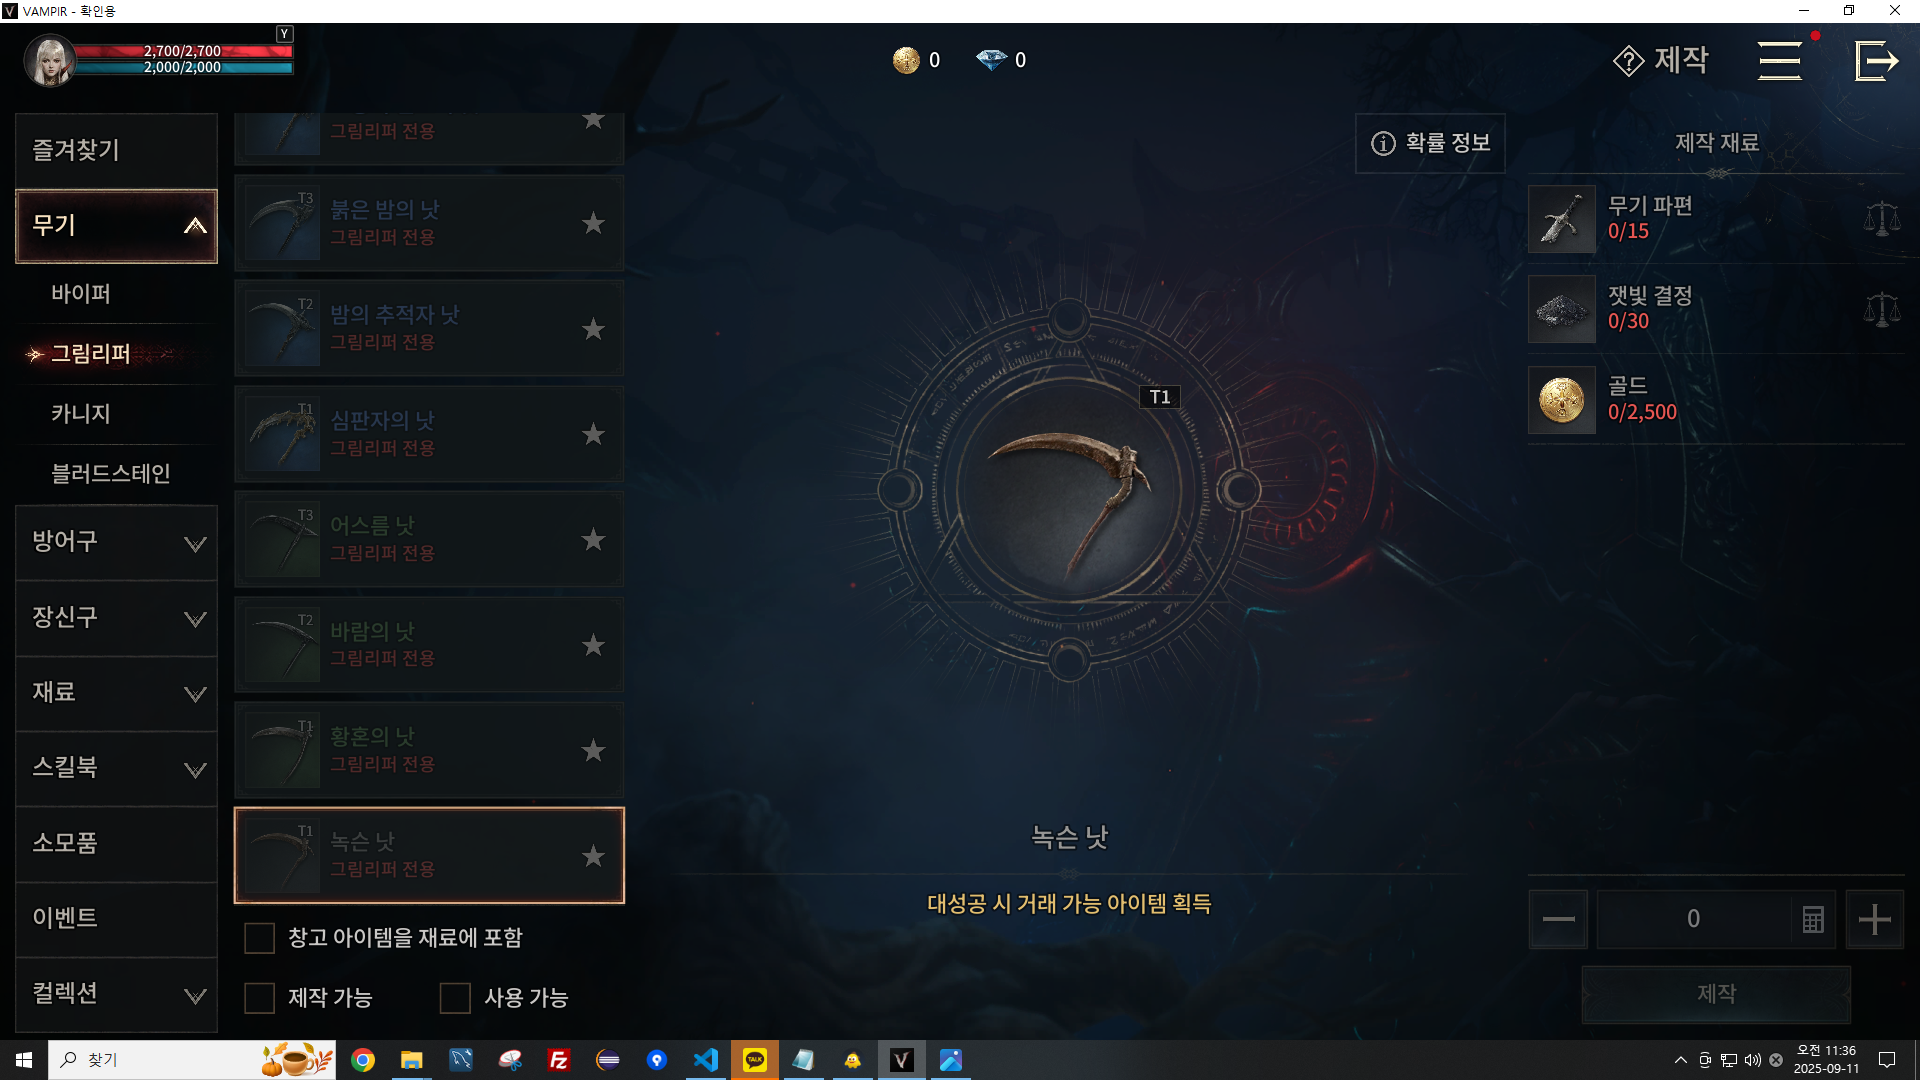 VAMPIR - 확인용
Y
2,700/2,700
2,000/2,000
0
0
제작
즐겨찾기
무기
바이퍼
그림리퍼
카니지
블러드스테인
방어구
장신구
재료
스킬북
소모품
이벤트
컬렉션
그림리퍼 전용
T3
붉은 밤의 낫
그림리퍼 전용
T2
밤의 추적자 낫
그림리퍼 전용
T1
심판자의 낫
그림리퍼 전용
T3
어스름 낫
그림리퍼 전용
T2
바람의 낫
그림리퍼 전용
T1
황혼의 낫
그림리퍼 전용
T1
녹슨 낫
그림리퍼 전용
창고 아이템을 재료에 포함
제작 가능
사용 가능
T1
녹슨 낫
대성공 시 거래 가능 아이템 획득
확률 정보
제작 재료
무기 파편
0/15
잿빛 결정
0/30
골드
0/2,500
0
제작
찾기
TALK
오전 11:36
2025-09-11